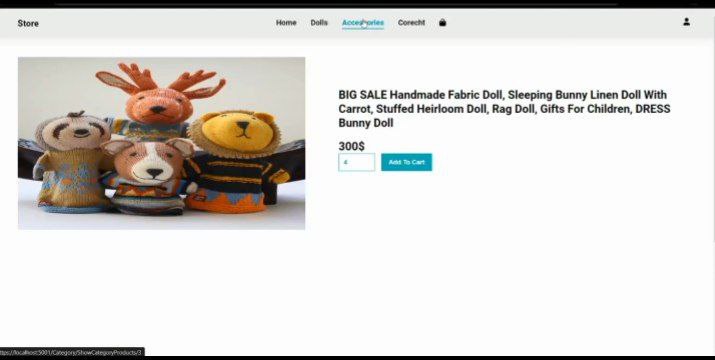 Store
Home Dolls Accessories Corecht
BIG SALE Handmade Fabric Doll, Sleeping Bunny Linen Doll With
Carrot, Stuffed Heirloom Doll, Rag Doll, Gifts For Children, DRESS
Bunny Doll
300$
4 Add To Cart
ttps://localhost:5001/Category/ShowCategoryProducts/3